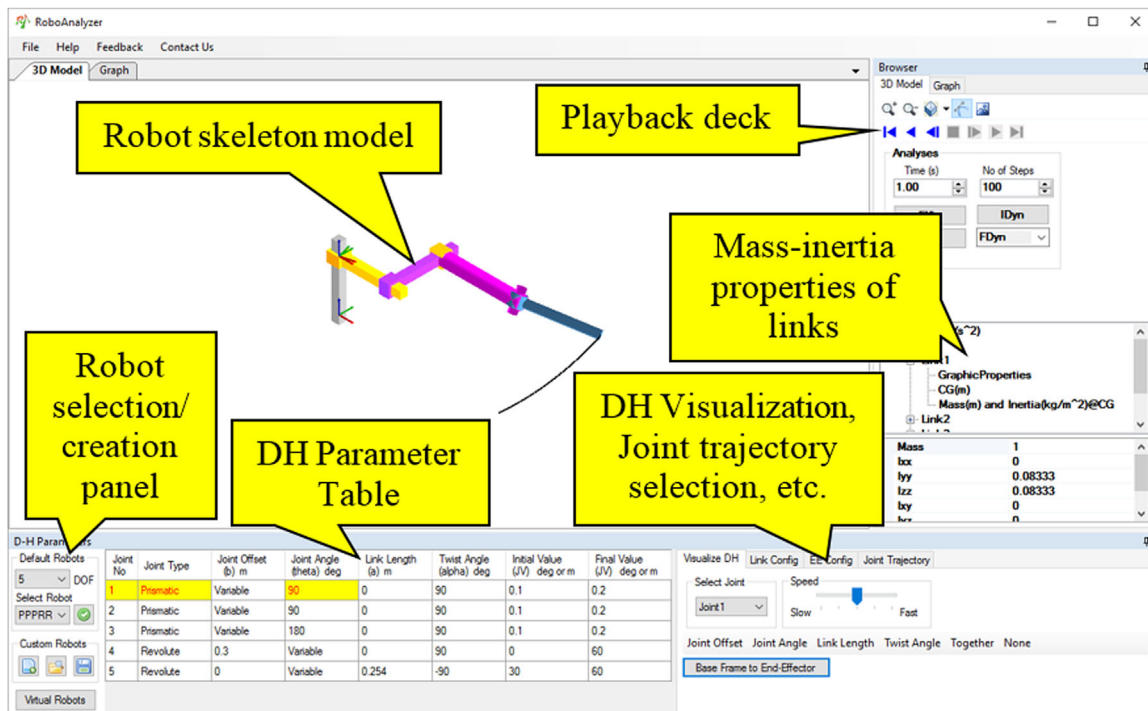 RoboAnalyzer
File Help Feedback Contact Us
3D Model Graph
Browser
3D Model Graph
Robot skeleton model
Playback deck
Analyses
Time (s) No of Steps
1.00 100
IDyn
FDyn
Mass-inertia
properties of
links
Link1
GraphicProperties
CG(m)
Mass(m) and Inertia(kg/m^2)@CG
Link2
Robot
selection/
creation
panel
DH Parameter
Table
DH Visualization,
Joint trajectory
selection, etc.
Mass 1
Ixx 0
Iyy 0.08333
Izz 0.08333
Ixy 0
D-H Parameters
Default Robots
5 DOF
Select Robot
PPPRR
Custom Robots
Virtual Robots
Joint No Joint Type Joint Offset (b) m Joint Angle (theta) deg Link Length (a) m Twist Angle (alpha) deg Initial Value (JV) deg or m Final Value (JV) deg or m
1 Prismatic Variable 90 0 90 0.1 0.2
2 Prismatic Variable 90 0 90 0.1 0.2
3 Prismatic Variable 180 0 90 0.1 0.2
4 Revolute 0.3 Variable 0 90 0 60
5 Revolute 0 Variable 0.254 -90 30 60
Visualize DH Link Config EE Config Joint Trajectory
Select Joint Speed
Joint1
Slow Fast
Joint Offset Joint Angle Link Length Twist Angle Together None
Base Frame to End-Effector